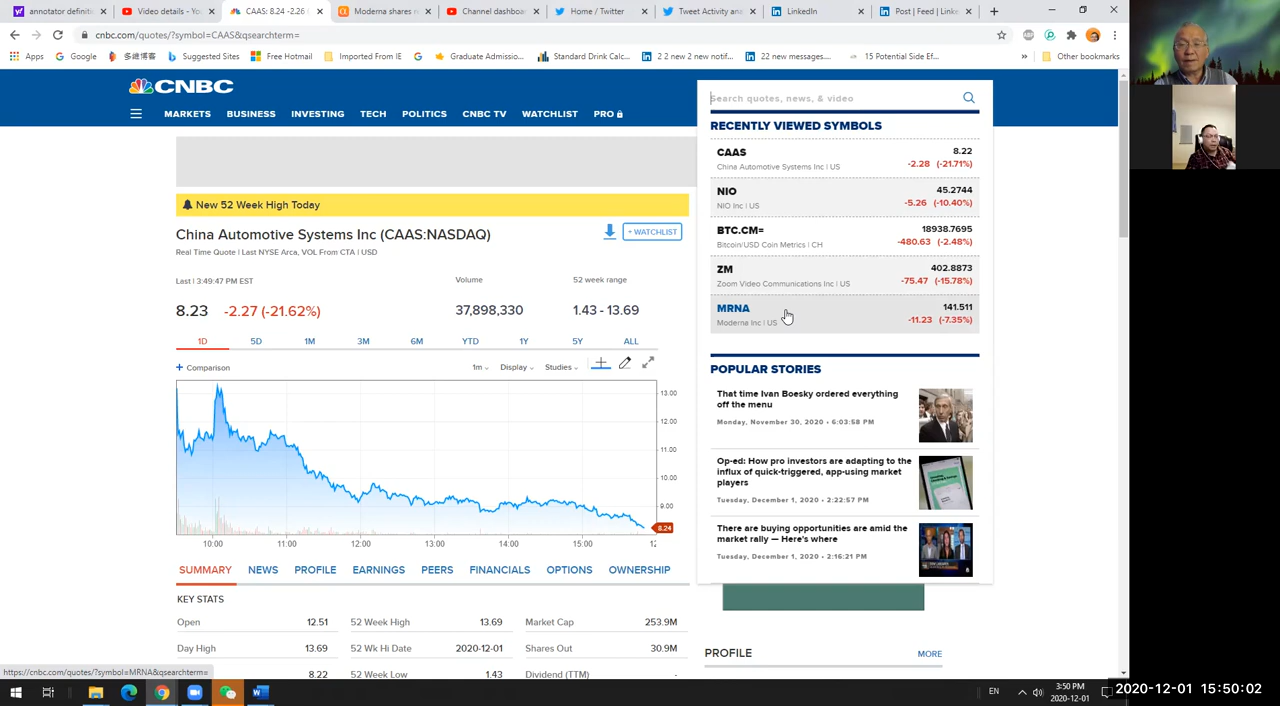 annotator definiti
Video details - Yo
CAAS: 8.24 -2.26
Moderna shares n
Channel dashboa
Home / Twitter
Tweet Activity ana
LinkedIn
Post | Feed | Linke
cnbc.com/quotes/?symbol=CAAS&qsearchterm=
Apps
Google
多维博客
Suggested Sites
Free Hotmail
Imported From IE
Graduate Admissio...
Standard Drink Calc...
2 2 new 2 new notif...
22 new messages....
15 Potential Side Ef...
»
Other bookmarks
CNBC
MARKETS
BUSINESS
INVESTING
TECH
POLITICS
CNBC TV
WATCHLIST
PRO
Search quotes, news, & video
RECENTLY VIEWED SYMBOLS
CAAS 8.22
China Automotive Systems Inc | US -2.28 (-21.71%)
NIO 45.2744
NIO Inc | US -5.26 (-10.40%)
BTC.CM= 18938.7695
Bitcoin/USD Coin Metrics | CH -480.63 (-2.48%)
ZM 402.8873
Zoom Video Communications Inc | US -75.47 (-15.78%)
MRNA 141.511
Moderna Inc | US -11.23 (-7.35%)
POPULAR STORIES
That time Ivan Boesky ordered everything
off the menu
Monday, November 30, 2020 • 6:03:58 PM
Op-ed: How pro investors are adapting to the
influx of quick-triggered, app-using market
players
Tuesday, December 1, 2020 • 2:22:57 PM
There are buying opportunities are amid the
market rally — Here's where
Tuesday, December 1, 2020 • 2:16:21 PM
New 52 Week High Today
China Automotive Systems Inc (CAAS:NASDAQ)
+ WATCHLIST
Real Time Quote | Last NYSE Arca, VOL From CTA | USD
Last | 3:49:47 PM EST
Volume
52 week range
8.23 -2.27 (-21.62%)
37,898,330
1.43 - 13.69
1D
5D
1M
3M
6M
YTD
1Y
5Y
ALL
+ Comparison
1m
Display
Studies
13.00
12.00
11.00
10.00
9.00
8.24
10:00
11:00
12:00
13:00
14:00
15:00
SUMMARY
NEWS
PROFILE
EARNINGS
PEERS
FINANCIALS
OPTIONS
OWNERSHIP
KEY STATS
Open 12.51
52 Week High 13.69
Market Cap 253.9M
Day High 13.69
52 Wk Hi Date 2020-12-01
Shares Out 30.9M
8.22
52 Week Low 1.43
Dividend (TTM) -
PROFILE
MORE
https://cnbc.com/quotes/?symbol=MRNA&qsearchterm=
EN
3:50 PM
2020-12-01
2020-12-01 15:50:02